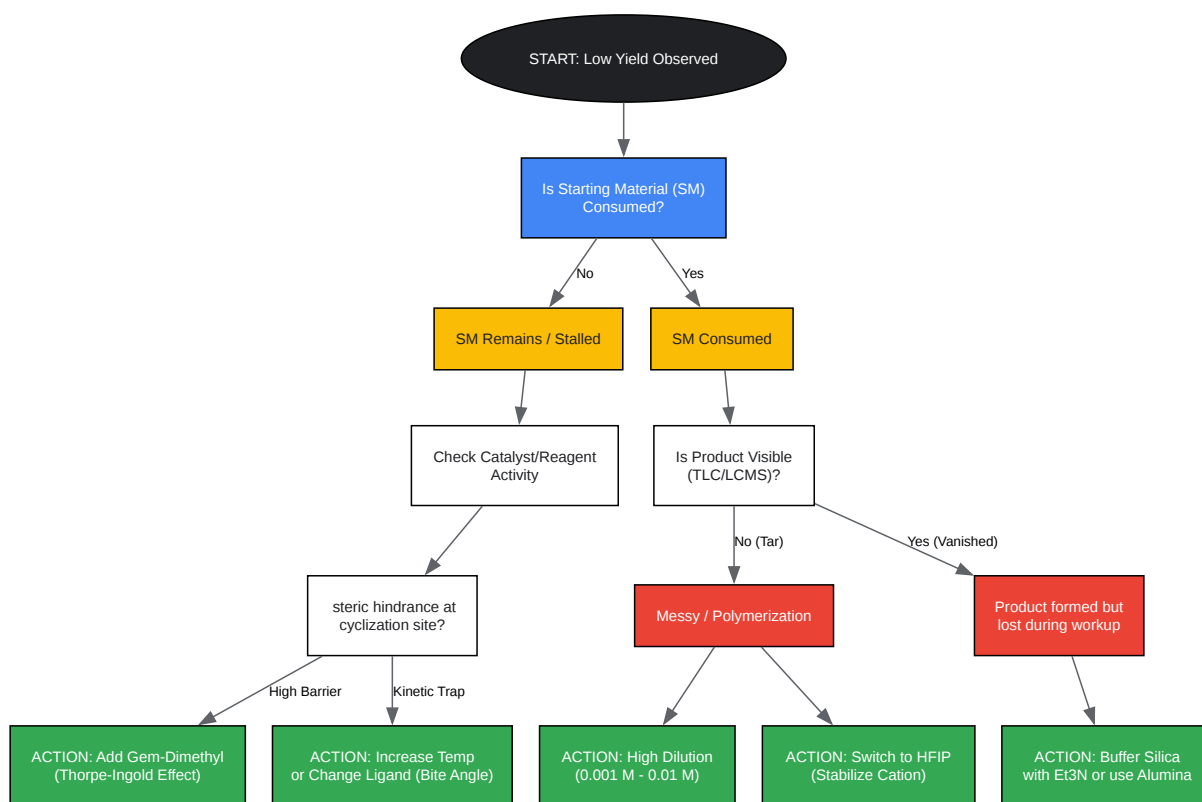 START: Low Yield Observed
Is Starting Material (SM)
Consumed?
No
Yes
SM Remains / Stalled
SM Consumed
Check Catalyst/Reagent
Activity
Is Product Visible
(TLC/LCMS)?
No (Tar)
Yes (Vanished)
steric hindrance at
cyclization site?
Messy / Polymerization
Product formed but
lost during workup
High Barrier
Kinetic Trap
ACTION: Add Gem-Dimethyl
(Thorpe-Ingold Effect)
ACTION: Increase Temp
or Change Ligand (Bite Angle)
ACTION: High Dilution
(0.001 M - 0.01 M)
ACTION: Switch to HFIP
(Stabilize Cation)
ACTION: Buffer Silica
with Et3N or use Alumina